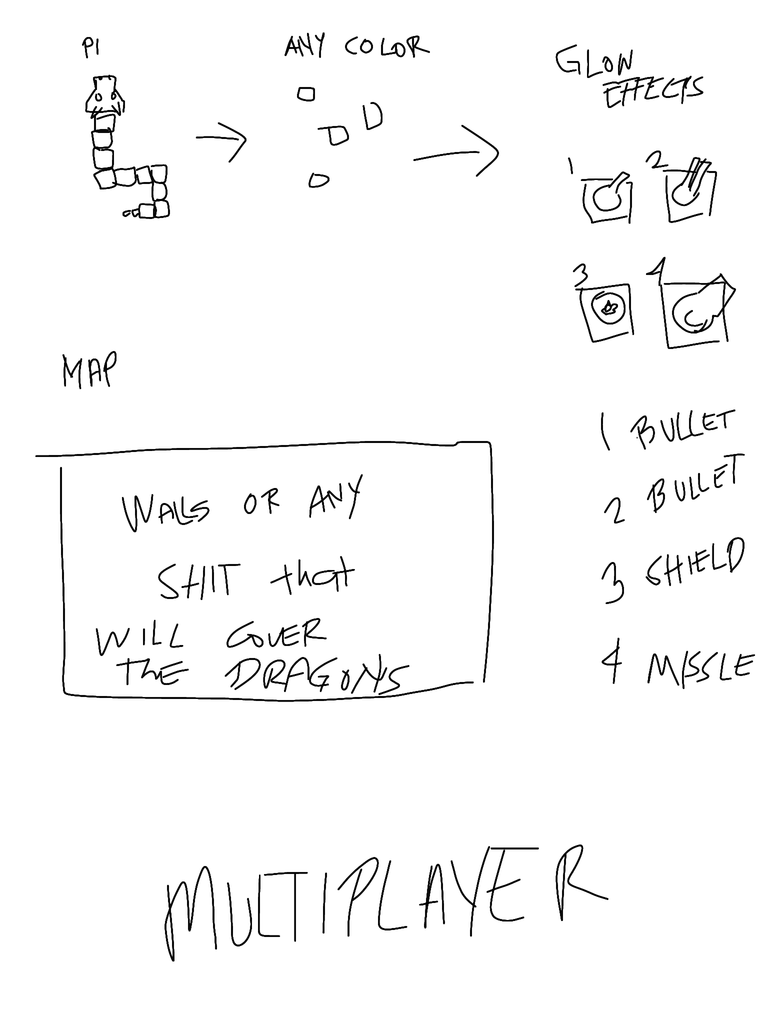 P1
ANY COLOR
GLOW
EFFECTS
1
2
3
4
MAP
WALLS OR ANY
SHIT that
WILL COVER
THE DRAGONS
1 BULLET
2 BULLET
3 SHIELD
4 MISSLE
MULTIPLAYER